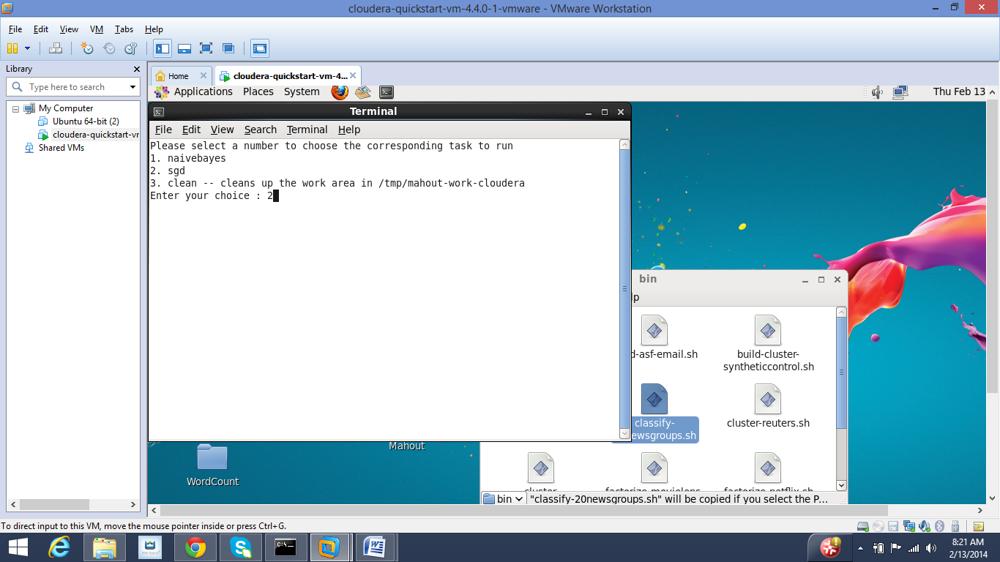 cloudera-quickstart-vm-4.4.0-1-vmware - VMware Workstation
File Edit View VM Tabs Help
Library
Type here to search
My Computer
Ubuntu 64-bit (2)
cloudera-quickstart-vr
Shared VMs
Home
cloudera-quickstart-vm-4...
Applications Places System
Thu Feb 13
Terminal
File Edit View Search Terminal Help
Please select a number to choose the corresponding task to run
1. naivebayes
2. sgd
3. clean -- cleans up the work area in /tmp/mahout-work-cloudera
Enter your choice : 2
bin
lp
d-asf-email.sh
build-cluster-
syntheticcontrol.sh
classify-
ewsgroups.sh
cluster-reuters.sh
Mahout
WordCount
cluster-
factorize-movielens
factorize-netflix.sh
bin
"classify-20newsgroups.sh" will be copied if you select the P...
To direct input to this VM, move the mouse pointer inside or press Ctrl+G.
8:21 AM
2/13/2014